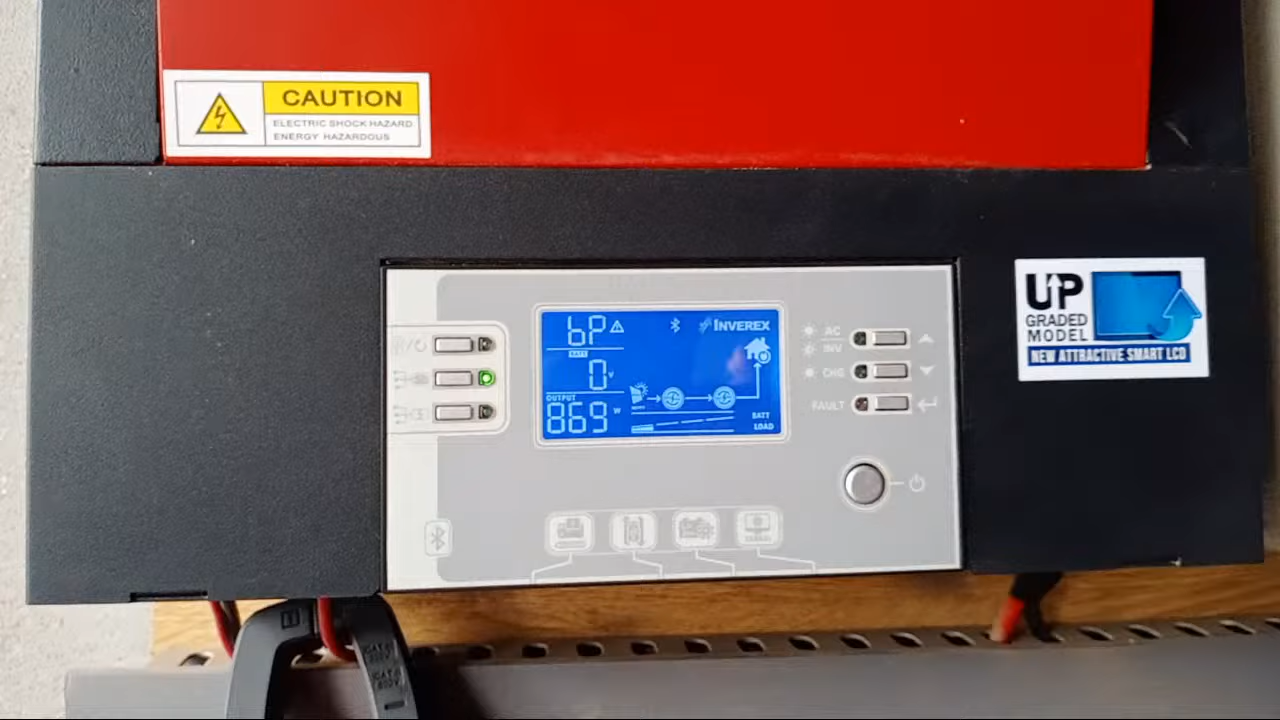 CAUTION
ELECTRIC SHOCK HAZARD
ENERGY HAZARDOUS
UP
GRADED
MODEL
NEW ATTRACTIVE SMART LCD
bP
INVEREX
BATT
0 V
OUTPUT
869 W
BATT
LOAD
AC
INV
CHG
FAULT